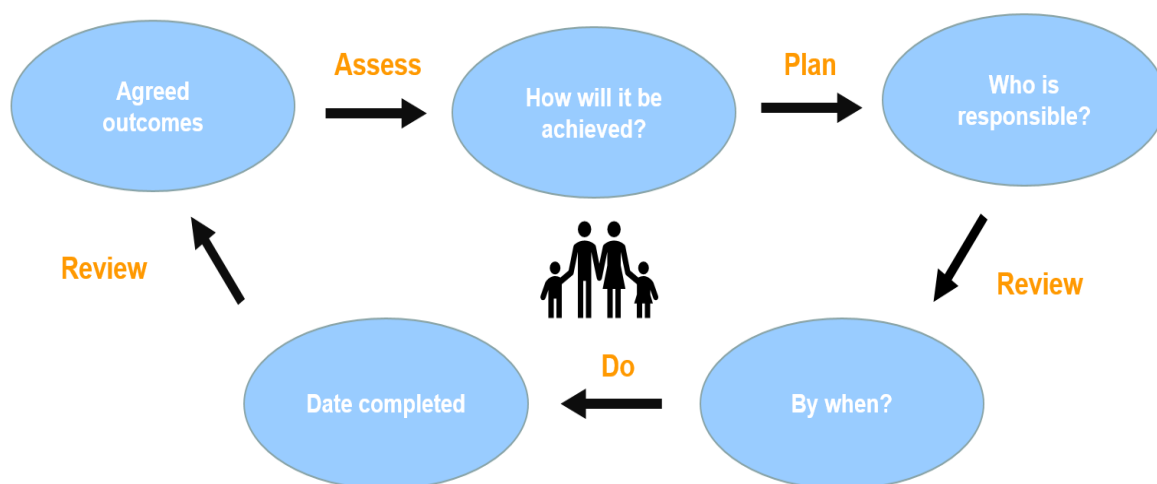 Agreed
outcomes
Assess
How will it be
achieved?
Plan
Who is
responsible?
Review
By when?
Do
Date completed
Review